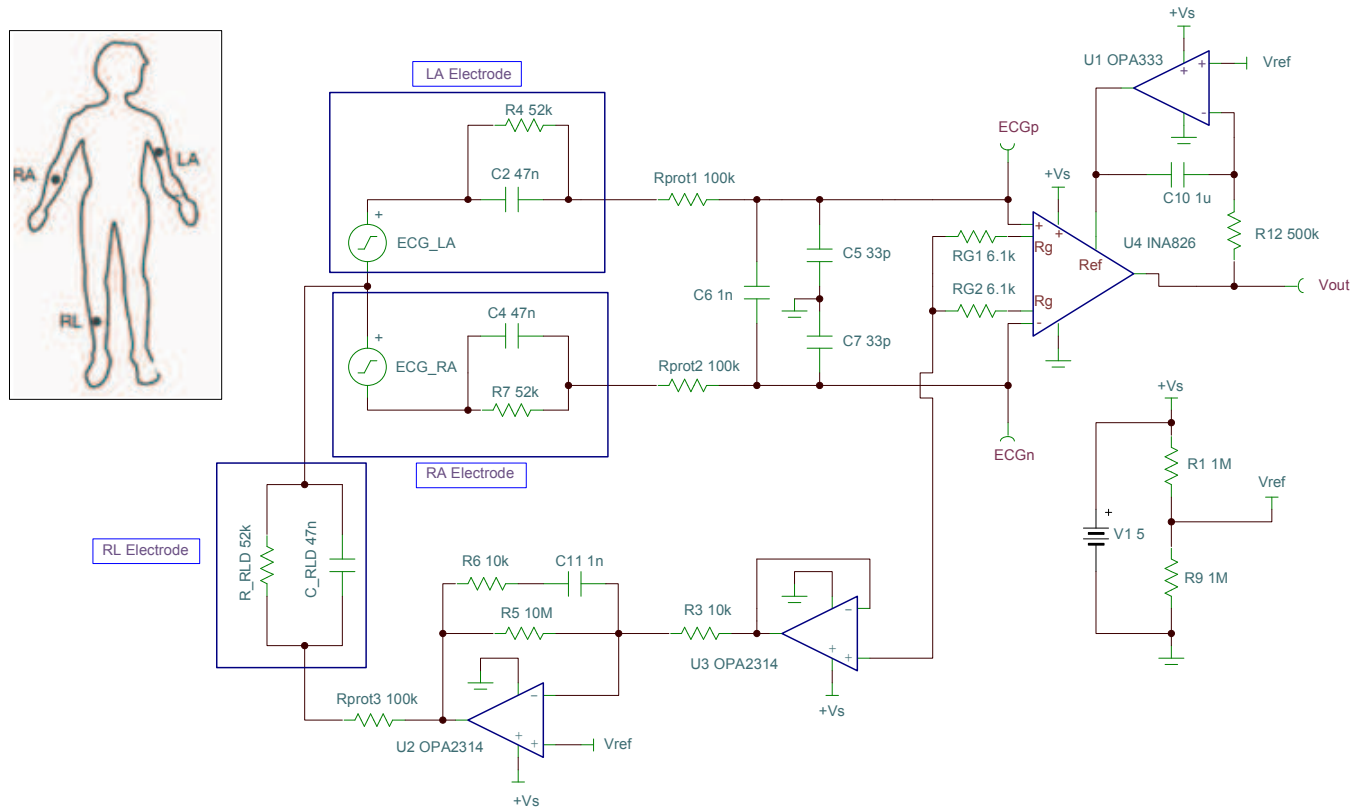 RA
LA
RL
LA Electrode
R4 52k
C2 47n
+
ECG_LA
Rprot1 100k
ECGp
+Vs
U1 OPA333
+
+
-
Vref
C10 1u
R12 500k
+Vs
+
+
Rg
RG1 6.1k
RG2 6.1k
Rg
-
Ref
U4 INA826
Vout
C5 33p
C6 1n
C7 33p
C4 47n
+
ECG_RA
R7 52k
Rprot2 100k
ECGn
RA Electrode
RL Electrode
R_RLD 52k
C_RLD 47n
R6 10k
C11 1n
R5 10M
R3 10k
-
+
+
U3 OPA2314
+Vs
Rprot3 100k
-
+
+
U2 OPA2314
Vref
+Vs
+Vs
R1 1M
Vref
+
V1 5
R9 1M